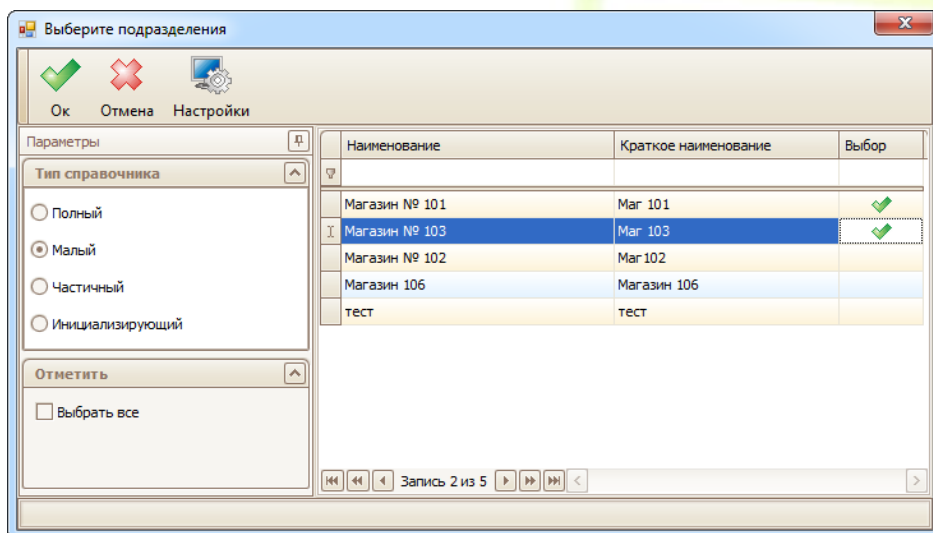 Выберите подразделения
Ок Отмена Настройки
Параметры
Тип справочника
Полный
Малый
Частичный
Инициализирующий
Отметить
Выбрать все
Наименование Краткое наименование Выбор
Магазин № 101 Маг 101
Магазин № 103 Маг 103
Магазин № 102 Маг102
Магазин 106 Магазин 106
тест тест
Запись 2 из 5